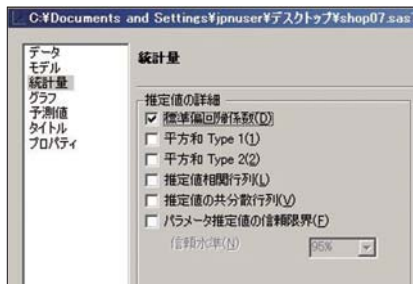 C:¥Documents and Settings¥jpnuser¥デスクトップ¥shop07.sas
データ
モデル
統計量
グラフ
予測値
タイトル
プロパティ
統計量
推定値の詳細
標準偏回帰係数(D)
平方和 Type 1(1)
平方和 Type 2(2)
推定値相関行列(L)
推定値の共分散行列(V)
パラメータ推定値の信頼限界(F)
信頼水準(N)
95%